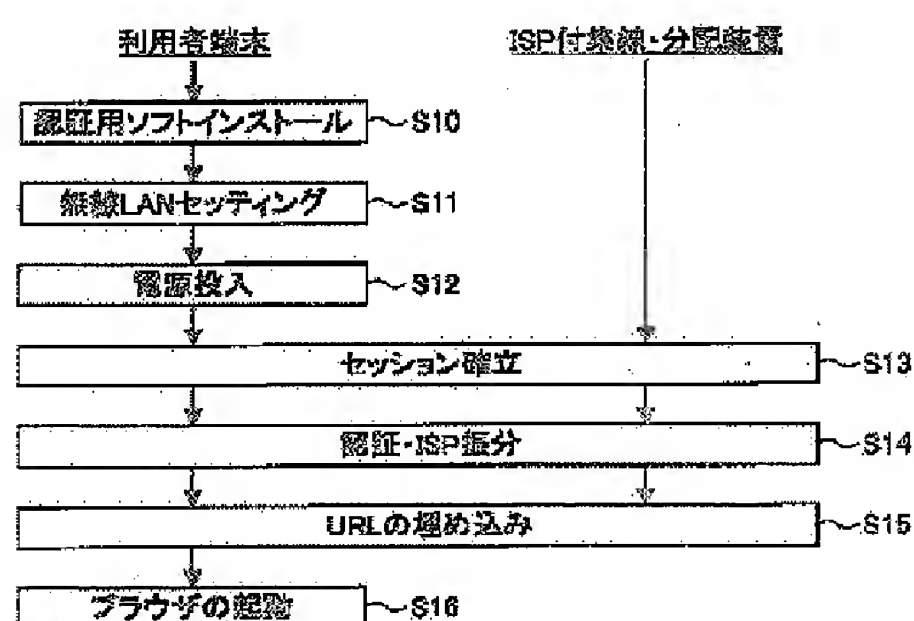 利用者端末
ISP付集線・分配装置
認証用ソフトインストール
S10
無線LANセッティング
S11
電源投入
S12
セッション確立
S13
認証・ISP振分
S14
URLの埋め込み
S15
ブラウザの起動
S16